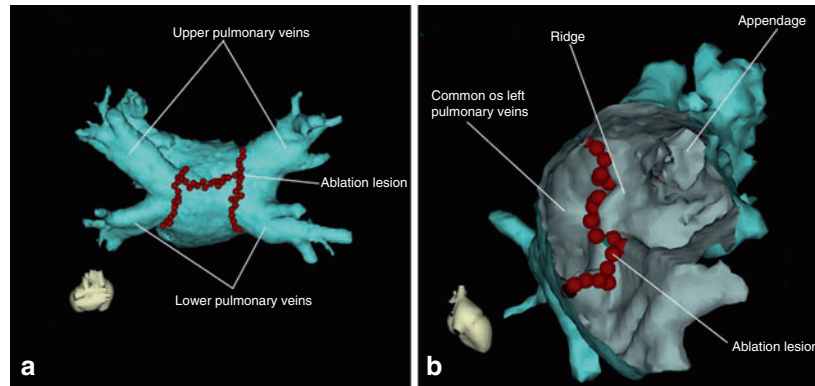 Upper pulmonary veins
Ablation lesion
Lower pulmonary veins
a
Appendage
Ridge
Common os left
pulmonary veins
Ablation lesion
b